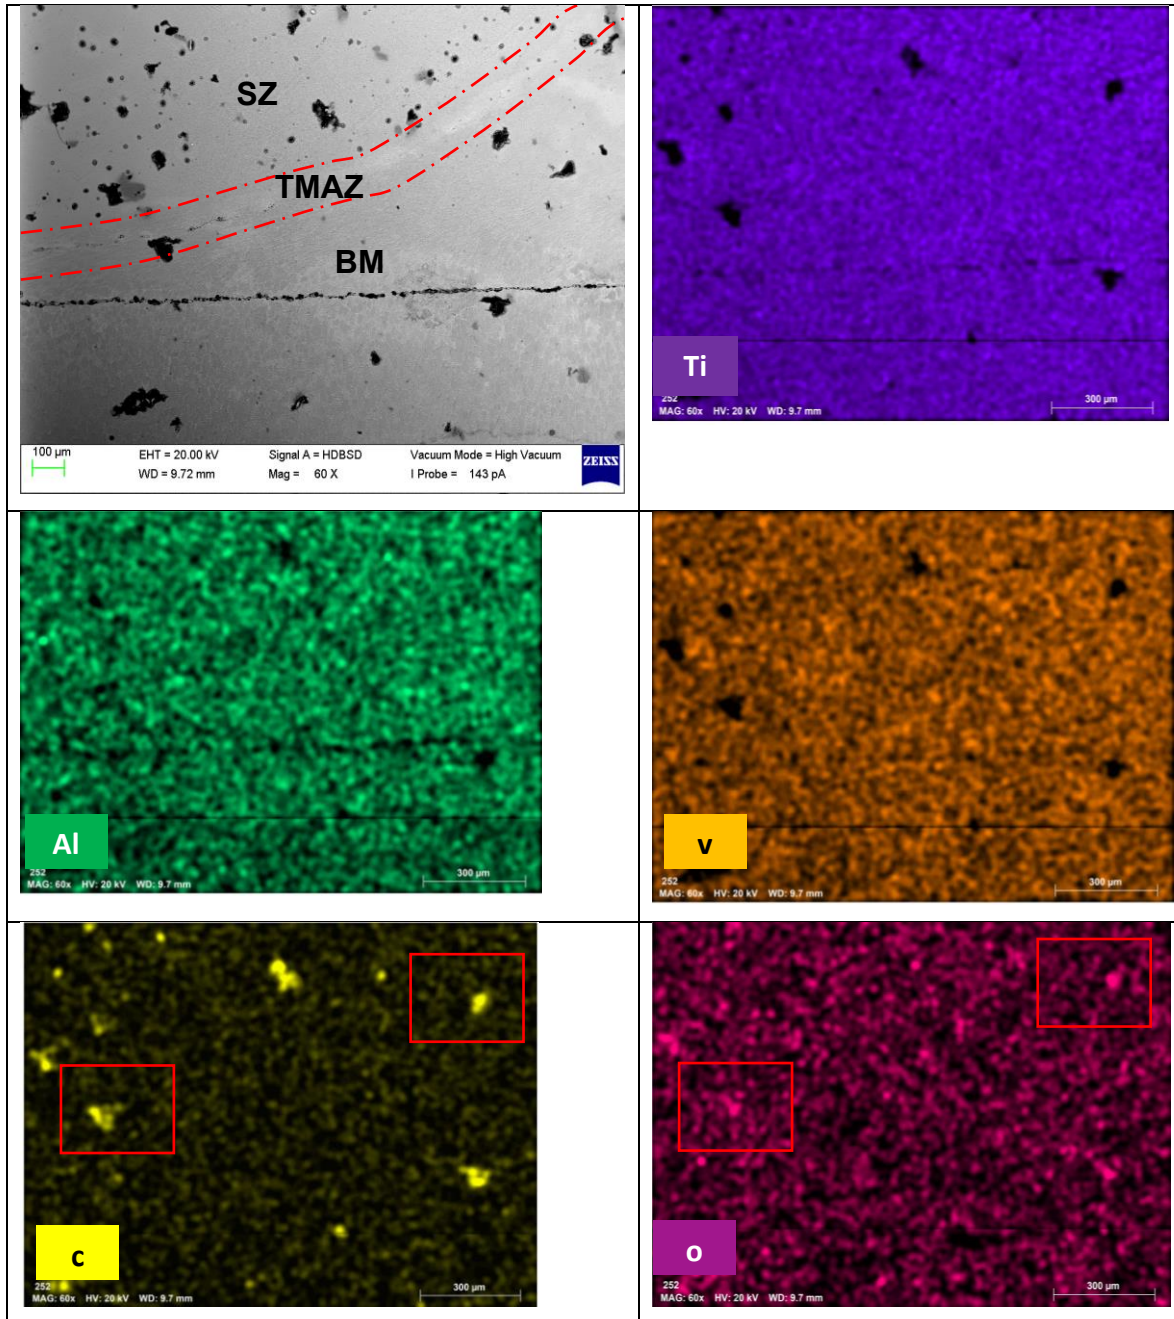 SZ
TMAZ
BM
100 µm
EHT = 20.00 kV
Signal A = HDBSD
Vacuum Mode = High Vacuum
ZEISS
WD = 9.72 mm
Mag = 60 X
I Probe = 143 pA
Ti
252
MAG: 60x HV: 20 kV WD: 9.7 mm
300 µm
Al
252
MAG: 60x HV: 20 kV WD: 9.7 mm
300 µm
v
252
MAG: 60x HV: 20 kV WD: 9.7 mm
300 µm
c
252
MAG: 60x HV: 20 kV WD: 9.7 mm
300 µm
o
252
MAG: 60x HV: 20 kV WD: 9.7 mm
300 µm